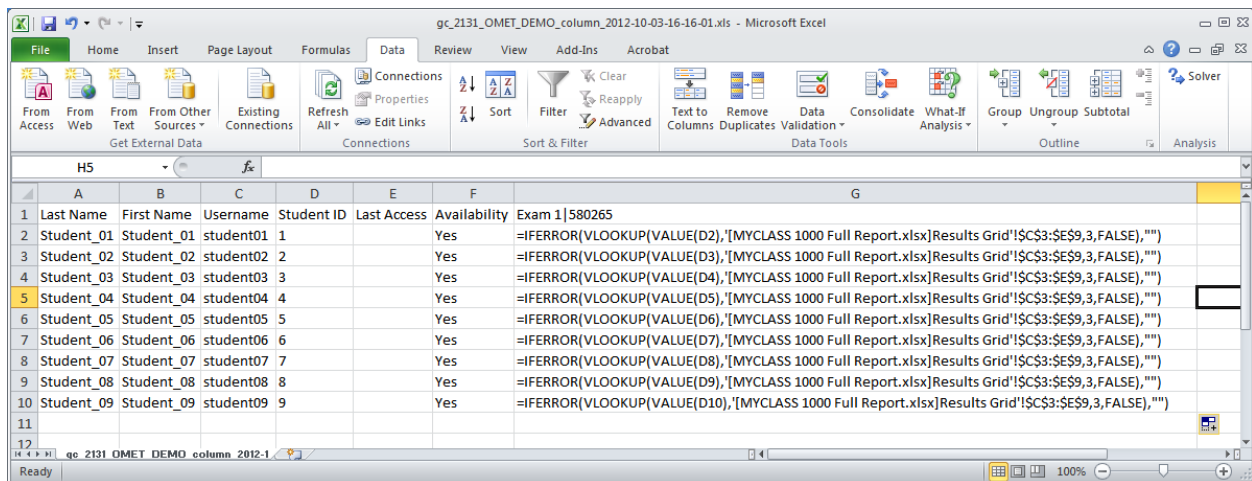 gc_2131_OMET_DEMO_column_2012-10-03-16-16-01.xls - Microsoft Excel
File Home Insert Page Layout Formulas Data Review View Add-Ins Acrobat
From Access From Web From Text From Other Sources Existing Connections Refresh All Connections Properties Edit Links Sort Filter Clear Reapply Advanced Text to Columns Remove Duplicates Data Validation Consolidate What-If Analysis Group Ungroup Subtotal Solver
Get External Data Connections Sort & Filter Data Tools Outline Analysis
H5 fx
A B C D E F G
1 Last Name First Name Username Student ID Last Access Availability Exam 1|580265
2 Student_01 Student_01 student01 1 Yes =IFERROR(VLOOKUP(VALUE(D2),'[MYCLASS 1000 Full Report.xlsx]Results Grid'!$C$3:$E$9,3,FALSE),"")
3 Student_02 Student_02 student02 2 Yes =IFERROR(VLOOKUP(VALUE(D3),'[MYCLASS 1000 Full Report.xlsx]Results Grid'!$C$3:$E$9,3,FALSE),"")
4 Student_03 Student_03 student03 3 Yes =IFERROR(VLOOKUP(VALUE(D4),'[MYCLASS 1000 Full Report.xlsx]Results Grid'!$C$3:$E$9,3,FALSE),"")
5 Student_04 Student_04 student04 4 Yes =IFERROR(VLOOKUP(VALUE(D5),'[MYCLASS 1000 Full Report.xlsx]Results Grid'!$C$3:$E$9,3,FALSE),"")
6 Student_05 Student_05 student05 5 Yes =IFERROR(VLOOKUP(VALUE(D6),'[MYCLASS 1000 Full Report.xlsx]Results Grid'!$C$3:$E$9,3,FALSE),"")
7 Student_06 Student_06 student06 6 Yes =IFERROR(VLOOKUP(VALUE(D7),'[MYCLASS 1000 Full Report.xlsx]Results Grid'!$C$3:$E$9,3,FALSE),"")
8 Student_07 Student_07 student07 7 Yes =IFERROR(VLOOKUP(VALUE(D8),'[MYCLASS 1000 Full Report.xlsx]Results Grid'!$C$3:$E$9,3,FALSE),"")
9 Student_08 Student_08 student08 8 Yes =IFERROR(VLOOKUP(VALUE(D9),'[MYCLASS 1000 Full Report.xlsx]Results Grid'!$C$3:$E$9,3,FALSE),"")
10 Student_09 Student_09 student09 9 Yes =IFERROR(VLOOKUP(VALUE(D10),'[MYCLASS 1000 Full Report.xlsx]Results Grid'!$C$3:$E$9,3,FALSE),"")
11
12
gc_2131_OMET_DEMO_column_2012-1
Ready 100%